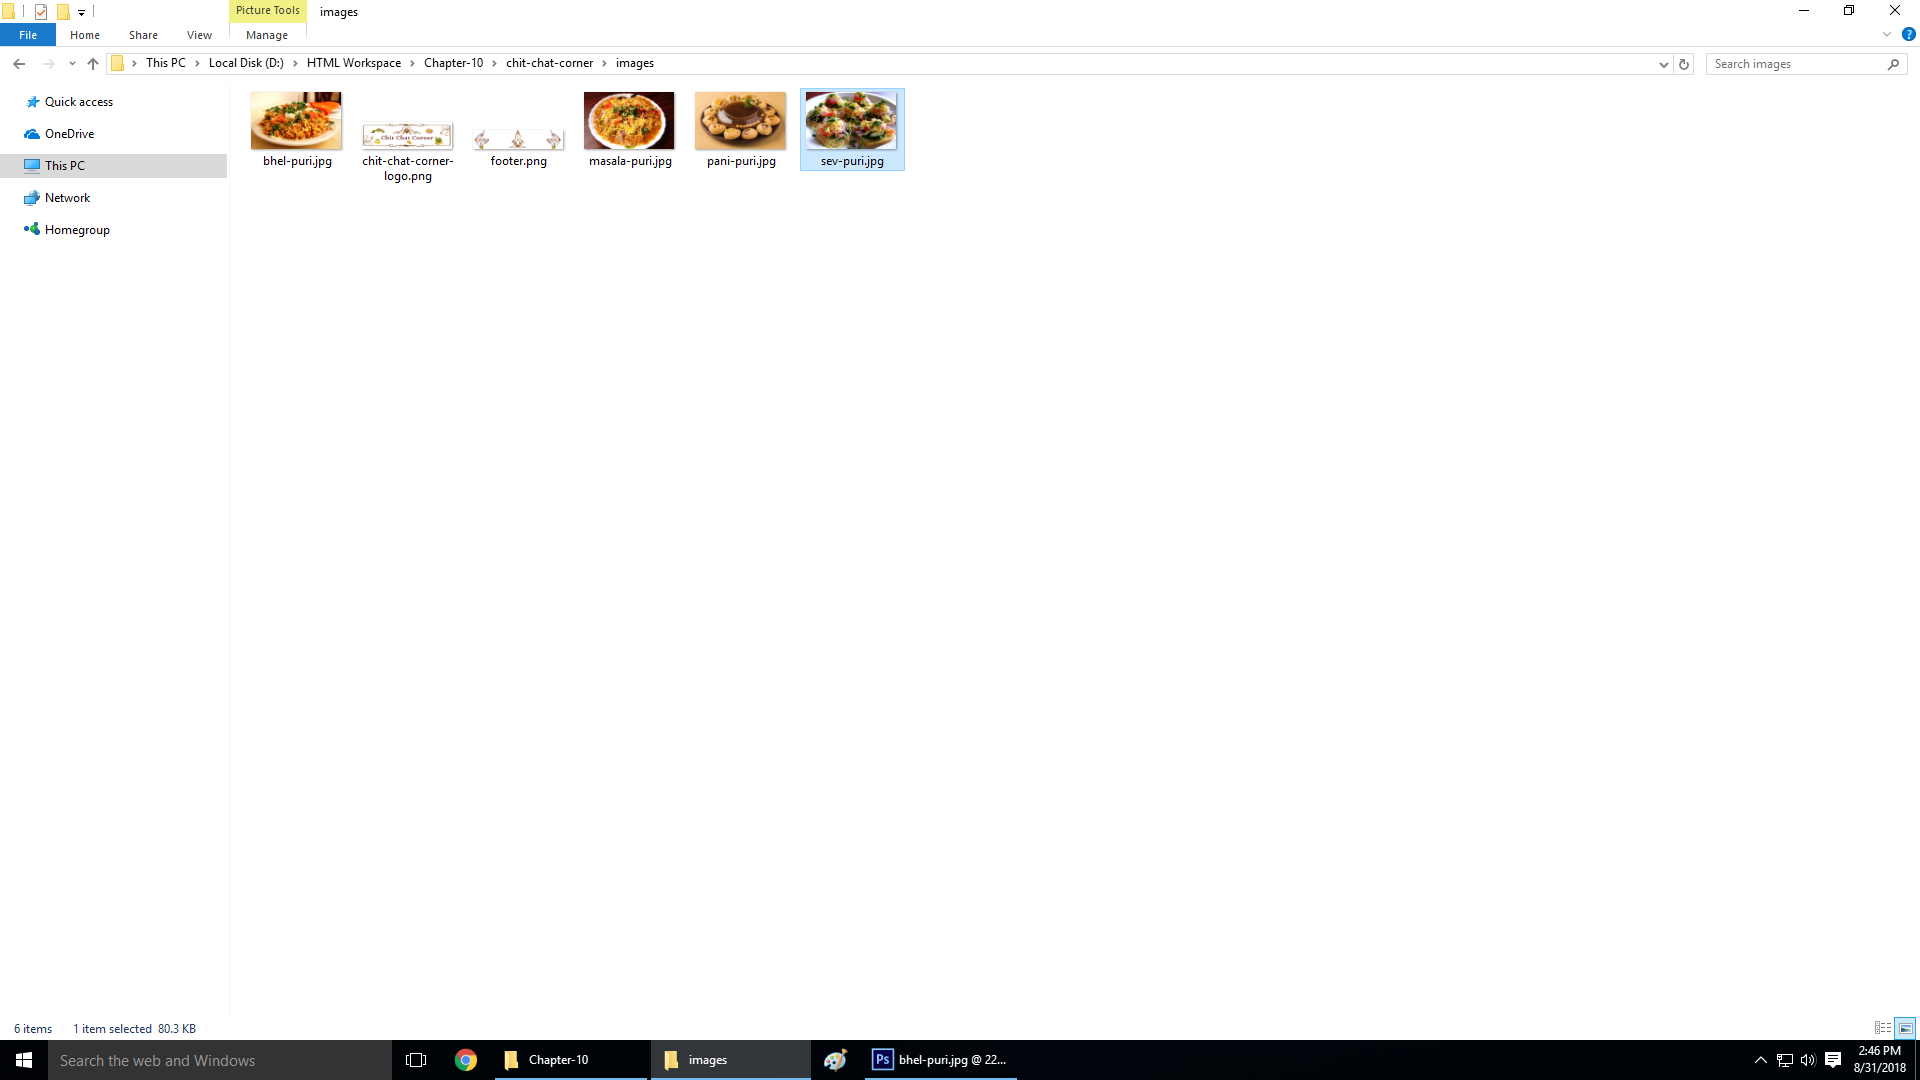 Picture Tools
images
File
Home
Share
View
Manage
?
This PC
Local Disk (D:)
HTML Workspace
Chapter-10
chit-chat-corner
images
Search images
Quick access
OneDrive
This PC
Network
Homegroup
Chit Chat Corner
bhel-puri.jpg
chit-chat-corner-
logo.png
footer.png
masala-puri.jpg
pani-puri.jpg
sev-puri.jpg
6 items
1 item selected 80.3 KB
Search the web and Windows
Chapter-10
images
Ps
bhel-puri.jpg @ 22...
2:46 PM
8/31/2018